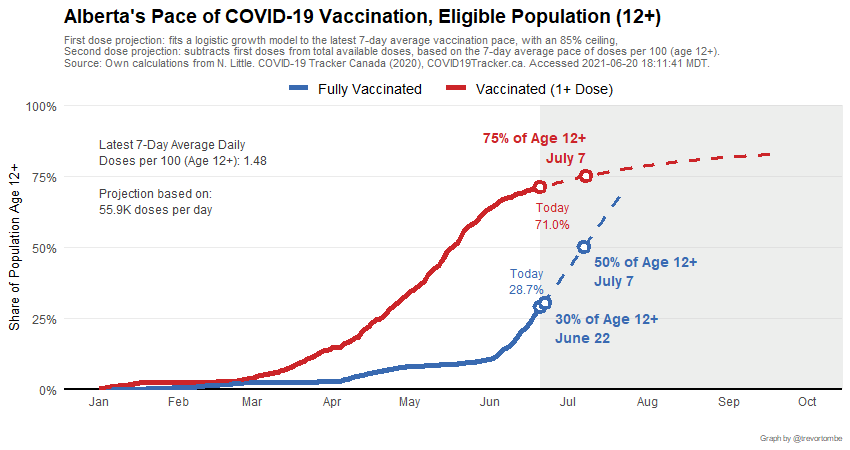 Alberta's Pace of COVID-19 Vaccination, Eligible Population (12+)
First dose projection: fits a logistic growth model to the latest 7-day average vaccination pace, with an 85% ceiling,
Second dose projection: subtracts first doses from total available doses, based on the 7-day average pace of doses per 100 (age 12+).
Source: Own calculations from N. Little. COVID-19 Tracker Canada (2020), COVID19Tracker.ca. Accessed 2021-06-20 18:11:41 MDT.
Fully Vaccinated
Vaccinated (1+ Dose)
Share of Population Age 12+
100%
75%
50%
25%
0%
Latest 7-Day Average Daily
Doses per 100 (Age 12+): 1.48
Projection based on:
55.9K doses per day
75% of Age 12+
July 7
Today
71.0%
Today
28.7%
50% of Age 12+
July 7
30% of Age 12+
June 22
Jan
Feb
Mar
Apr
May
Jun
Jul
Aug
Sep
Oct
Graph by @trevortombe